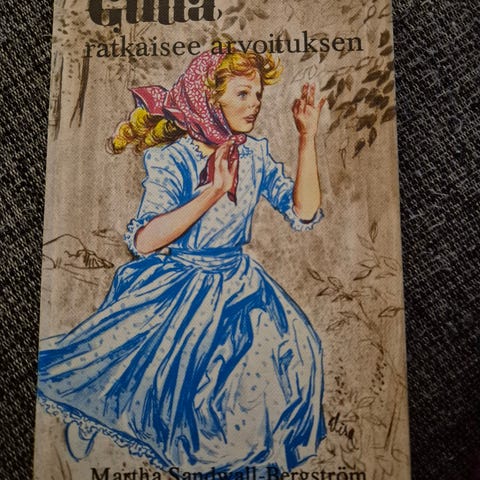 Gulla
ratkaisee arvoituksen
Martha Sandwall-Bergström